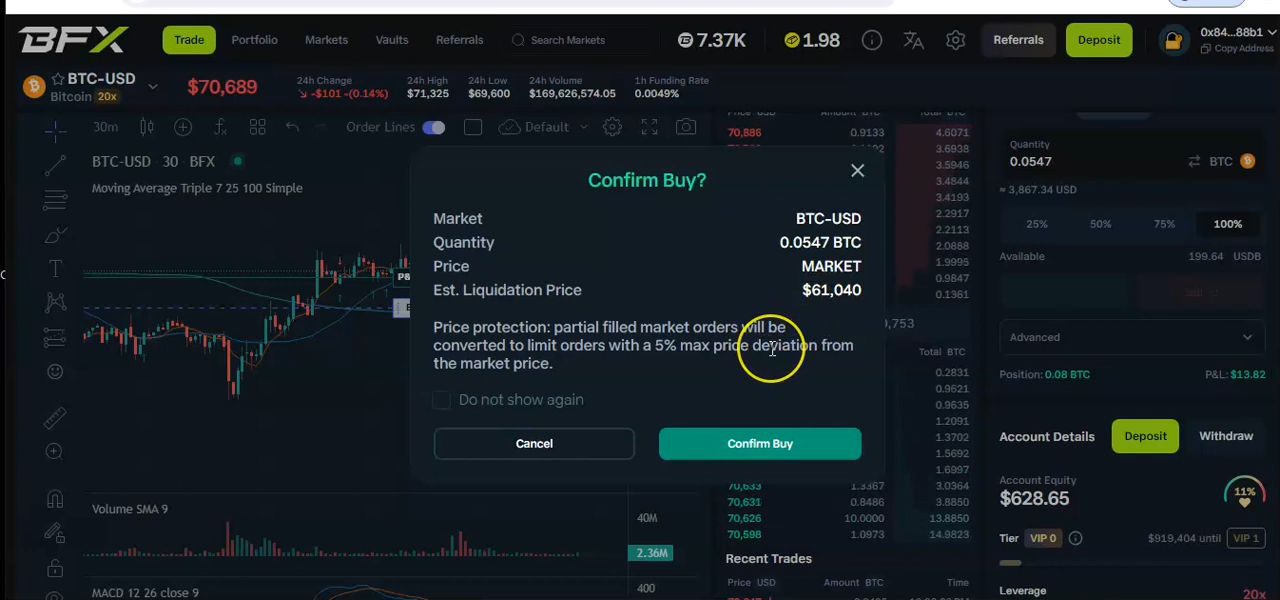 BFX
Trade
Portfolio
Markets
Vaults
Referrals
Search Markets
7.37K
1.98
Referrals
Deposit
0x84...88b1
Copy Address
BTC-USD
Bitcoin 20x
$70,689
24h Change
-$101 -(0.14%)
24h High
$71,325
24h Low
$69,600
24h Volume
$169,626,574.05
1h Funding Rate
0.0049%
30m
Order Lines
Default
BTC-USD · 30 · BFX
Moving Average Triple 7 25 100 Simple
Confirm Buy?
Market BTC-USD
Quantity 0.0547 BTC
Price MARKET
Est. Liquidation Price $61,040
Price protection: partial filled market orders will be
converted to limit orders with a 5% max price deviation from
the market price.
Do not show again
Cancel
Confirm Buy
Volume SMA 9
40M
2.36M
MACD 12 26 close 9
400
70,886 0.9133 4.6071
3.6938
3.5946
3.4844
3.4193
2.2917
2.2113
2.0888
1.9995
0.9847
0.1361
0,753
Total BTC
0.2831
0.9621
0.9635
1.2091
1.3702
1.5692
1.6997
70,633 1.3367 3.0364
70,631 0.8486 3.8850
70,626 10.0000 13.8850
70,598 1.0973 14.9823
Recent Trades
Price USD Amount BTC Time
Quantity
0.0547
BTC
≈ 3,867.34 USD
25%
50%
75%
100%
Available 199.64 USDB
Advanced
Position: 0.08 BTC
P&L: $13.82
Account Details
Deposit
Withdraw
Account Equity
$628.65
11%
Tier VIP 0
$919,404 until VIP 1
Leverage 20x